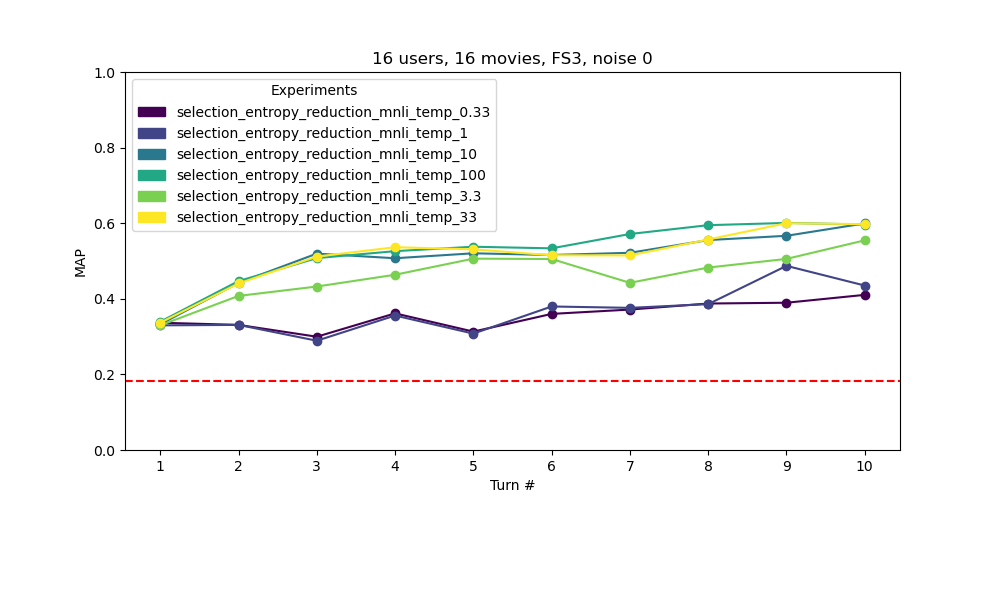 16 users, 16 movies, FS3, noise 0
1.0
0.8
0.6
0.4
0.2
0.0
MAP
Experiments
selection_entropy_reduction_mnli_temp_0.33
selection_entropy_reduction_mnli_temp_1
selection_entropy_reduction_mnli_temp_10
selection_entropy_reduction_mnli_temp_100
selection_entropy_reduction_mnli_temp_3.3
selection_entropy_reduction_mnli_temp_33
1 2 3 4 5 6 7 8 9 10
Turn #